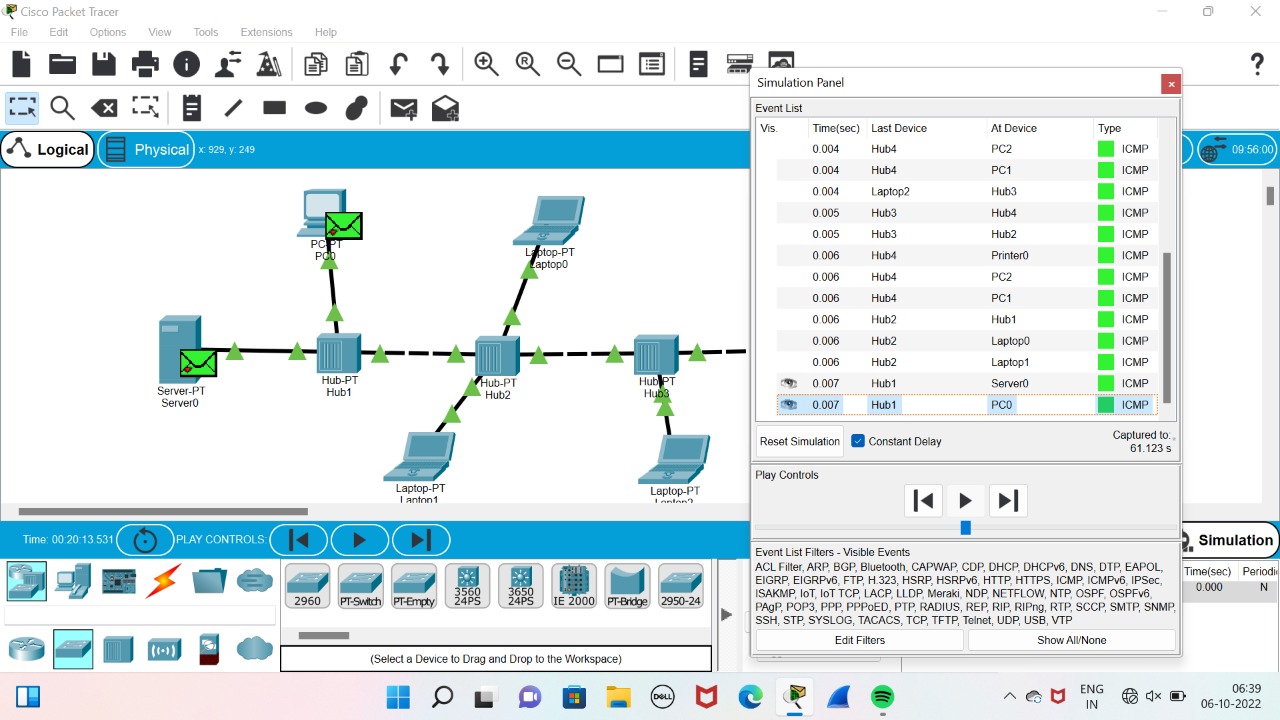 Cisco Packet Tracer
File Edit Options View Tools Extensions Help
Simulation Panel
Event List
Logical Physical x: 929, y: 249
09:56:00
Vis. Time(sec) Last Device At Device Type
0.004 Hub4 PC2 ICMP
0.004 Hub4 PC1 ICMP
0.004 Laptop2 Hub3 ICMP
0.005 Hub3 Hub4 ICMP
0.005 Hub3 Hub2 ICMP
0.006 Hub4 Printer0 ICMP
0.006 Hub4 PC2 ICMP
0.006 Hub4 PC1 ICMP
0.006 Hub2 Hub1 ICMP
0.006 Hub2 Laptop0 ICMP
0.006 Hub2 Laptop1 ICMP
0.007 Hub1 Server0 ICMP
0.007 Hub1 PC0 ICMP
PC-PT
PC0
Laptop-PT
Laptop0
Server-PT
Server0
Hub-PT
Hub1
Hub-PT
Hub2
Hub-PT
Hub3
Laptop-PT
Laptop1
Laptop-PT
Laptop2
Reset Simulation Constant Delay
Captured to:
61.123 s
Play Controls
Time: 00:20:13.531 PLAY CONTROLS:
Simulation
Event List Filters - Visible Events
ACL Filter, ARP, BGP, Bluetooth, CAPWAP, CDP, DHCP, DHCPv6, DNS, DTP, EAPOL,
EIGRP, EIGRPv6, FTP, H.323, HSRP, HSRPv6, HTTP, HTTPS, ICMP, ICMPv6, IPSec,
ISAKMP, IoT, IoT TCP, LACP, LLDP, Meraki, NDP, NETFLOW, NTP, OSPF, OSPFv6,
PAgP, POP3, PPP, PPPoED, PTP, RADIUS, REP, RIP, RIPng, RTP, SCCP, SMTP, SNMP,
SSH, STP, SYSLOG, TACACS, TCP, TFTP, Telnet, UDP, USB, VTP
Edit Filters Show All/None
Time(sec) Periodi
0.000 N
2960
PT-Switch
PT-Empty
3560
24PS
3650
24PS
IE 2000
PT-Bridge
2950-24
(Select a Device to Drag and Drop to the Workspace)
DELL
ENG
IN
06:39
06-10-2022